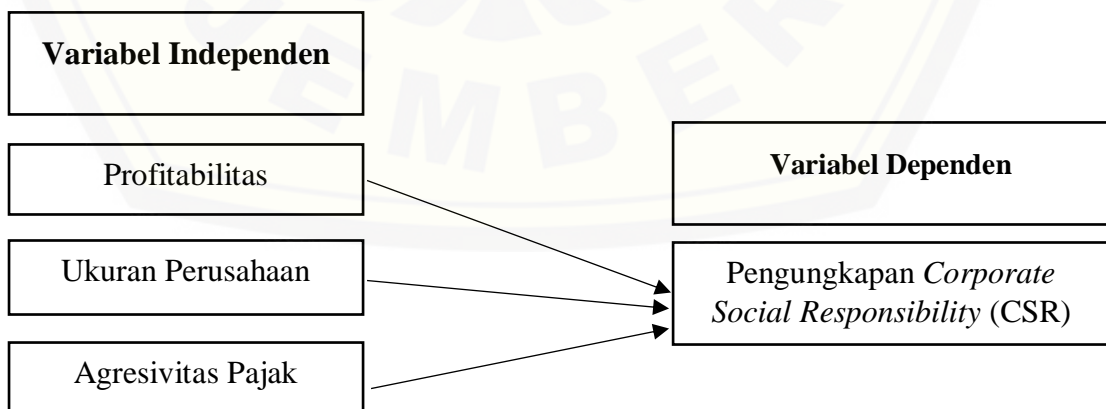 Variabel Independen
Profitabilitas
Ukuran Perusahaan
Agresivitas Pajak
Variabel Dependen
Pengungkapan Corporate
Social Responsibility (CSR)